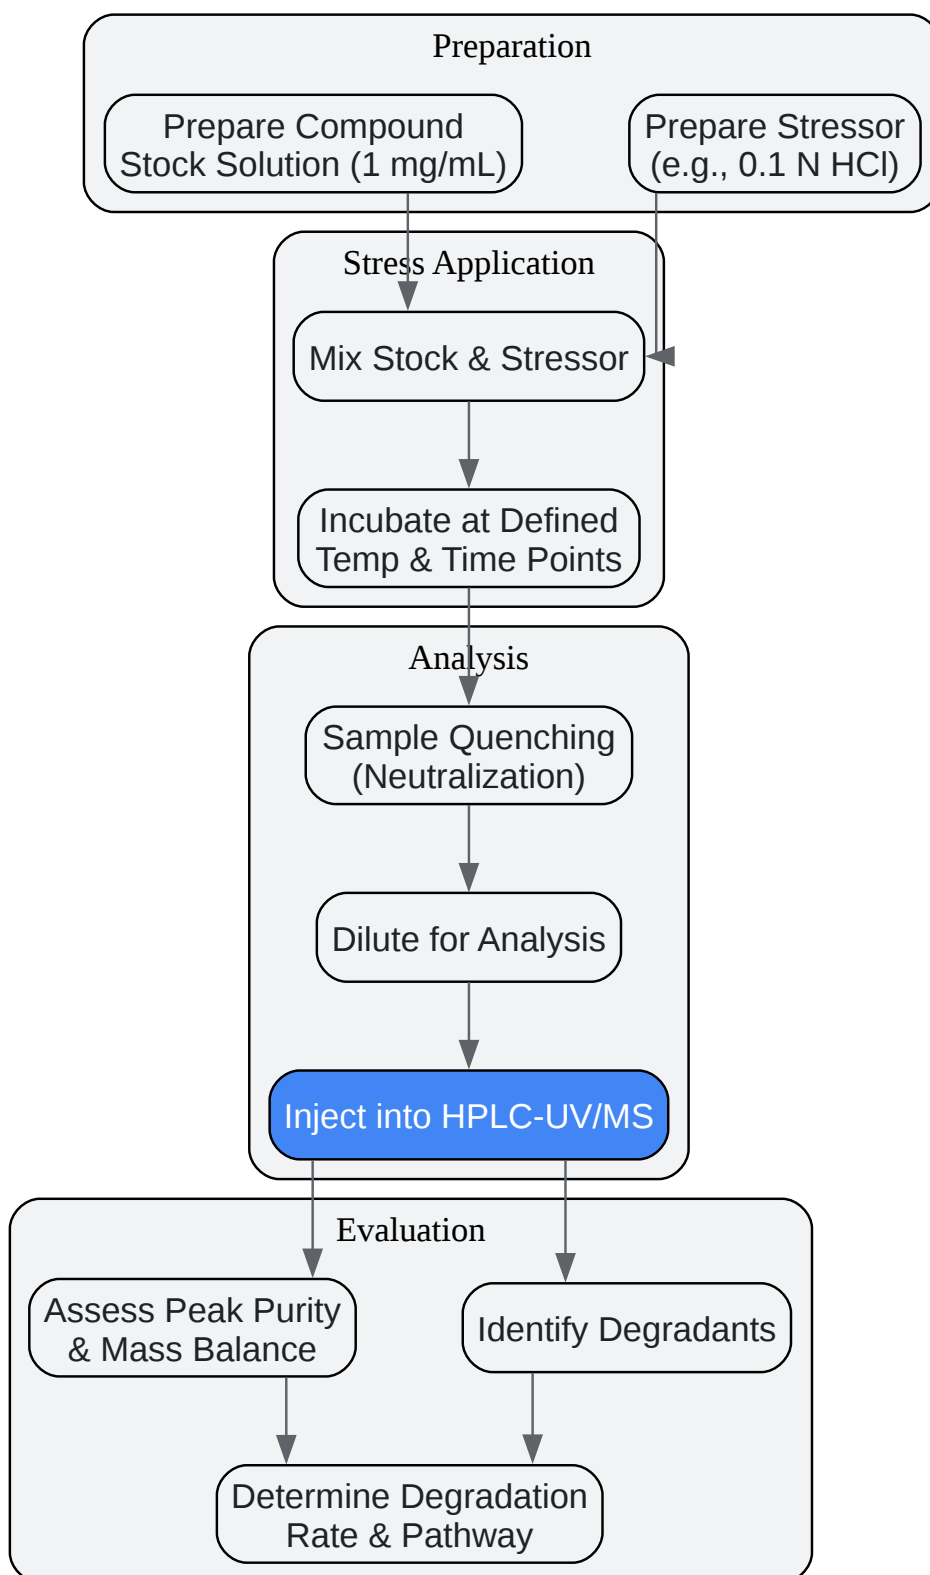 Preparation
Prepare Compound
Stock Solution (1 mg/mL)
Prepare Stressor
(e.g., 0.1 N HCl)
Stress Application
Mix Stock & Stressor
Incubate at Defined
Temp & Time Points
Analysis
Sample Quenching
(Neutralization)
Dilute for Analysis
Inject into HPLC-UV/MS
Evaluation
Assess Peak Purity
& Mass Balance
Identify Degradants
Determine Degradation
Rate & Pathway